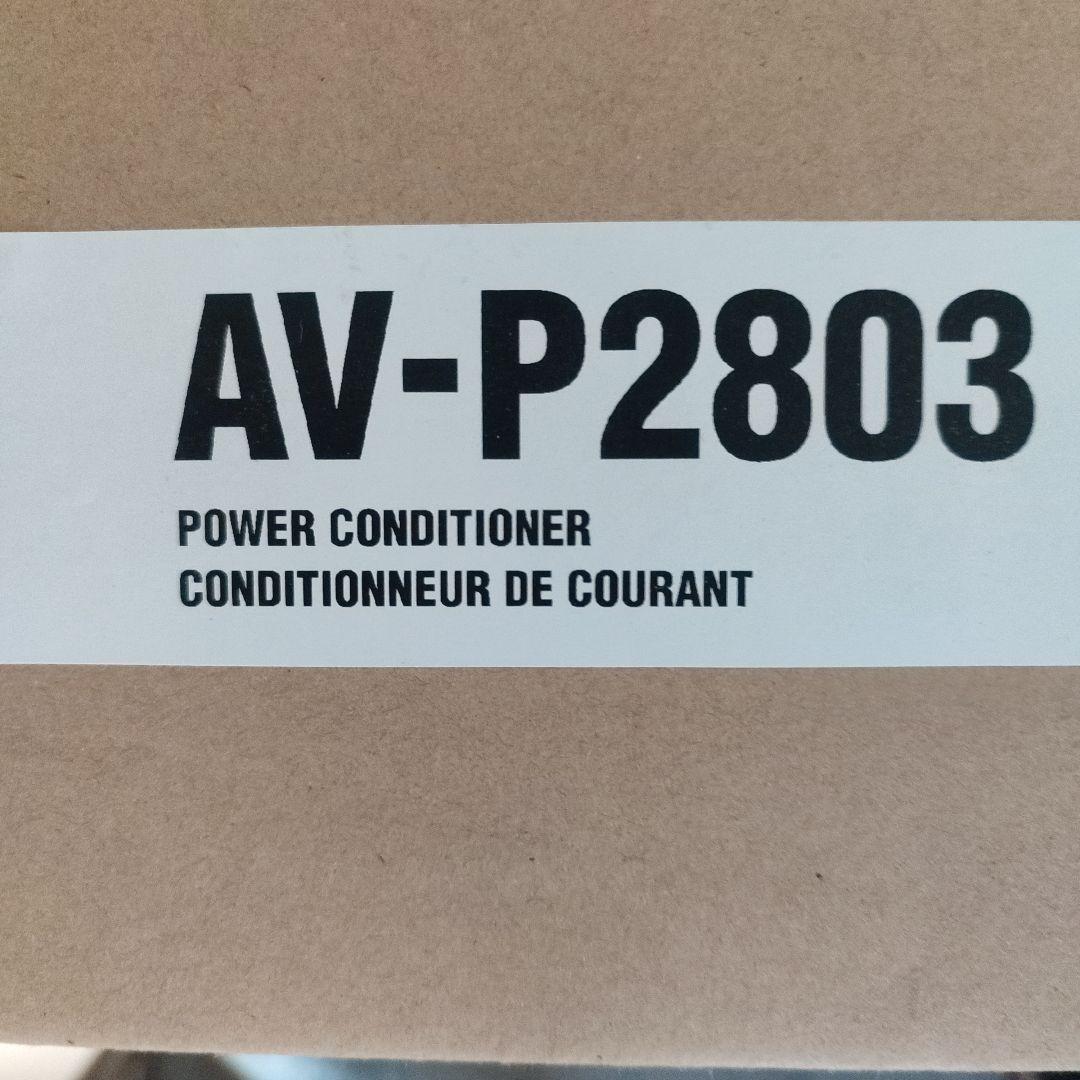 AV-P2803
POWER CONDITIONER
CONDITIONNEUR DE COURANT